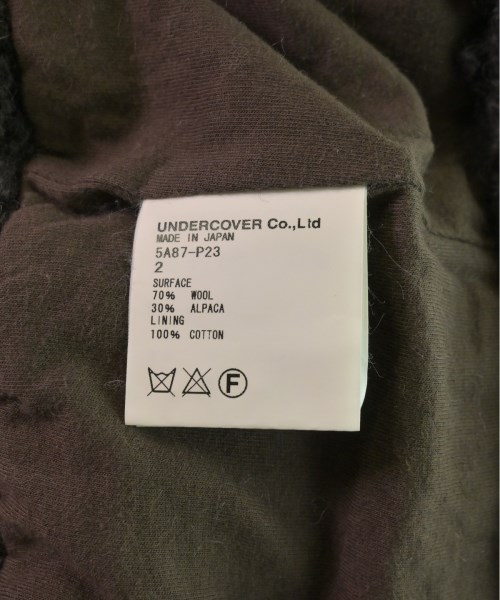 UNDERCOVER Co.,Ltd
MADE IN JAPAN
5A87-P23
2
SURFACE
70% WOOL
30% ALPACA
LINING
100% COTTON
F